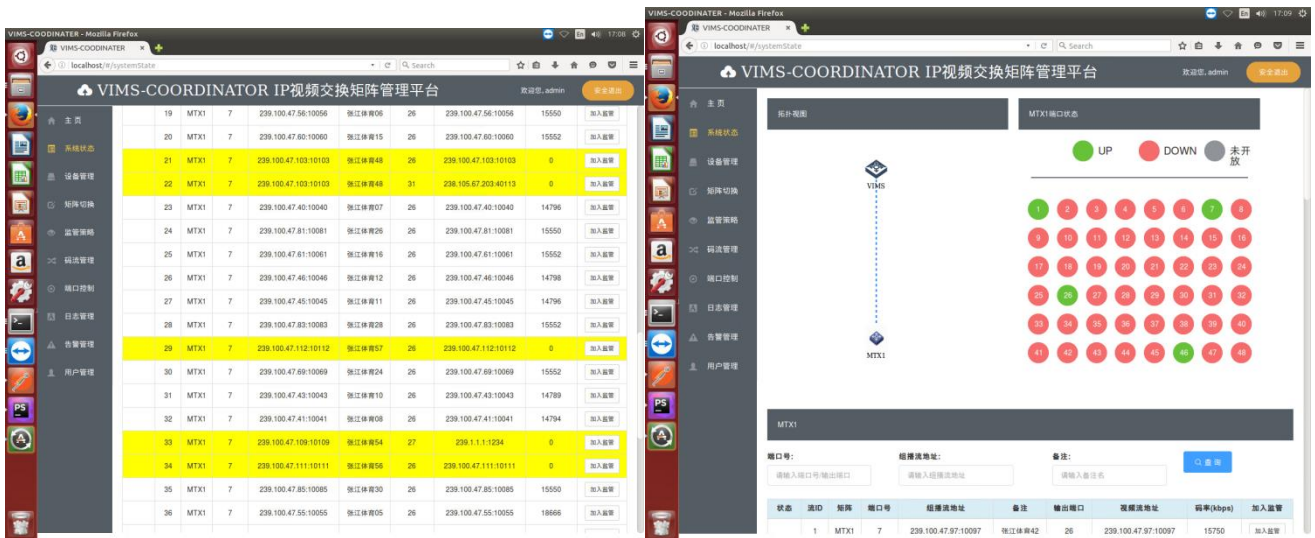 VIMS-COODINATER - Mozilla Firefox
17:08
VIMS-COODINATER
localhost/#/systemState
Search
VIMS-COORDINATOR IP视频交换矩阵管理平台
欢迎您, admin
安全退出
主页
系统状态
设备管理
矩阵切换
监管策略
码流管理
端口控制
日志管理
告警管理
用户管理
19 MTX1 7 239.100.47.56:10056 张江体育06 26 239.100.47.56:10056 15550 加入监管
20 MTX1 7 239.100.47.60:10060 张江体育15 26 239.100.47.60:10060 15552 加入监管
21 MTX1 7 239.100.47.103:10103 张江体育48 26 239.100.47.103:10103 0 加入监管
22 MTX1 7 239.100.47.103:10103 张江体育48 31 238.105.67.203:40113 0 加入监管
23 MTX1 7 239.100.47.40:10040 张江体育07 26 239.100.47.40:10040 14796 加入监管
24 MTX1 7 239.100.47.81:10081 张江体育26 26 239.100.47.81:10081 15550 加入监管
25 MTX1 7 239.100.47.61:10061 张江体育16 26 239.100.47.61:10061 15552 加入监管
26 MTX1 7 239.100.47.46:10046 张江体育12 26 239.100.47.46:10046 14798 加入监管
27 MTX1 7 239.100.47.45:10045 张江体育11 26 239.100.47.45:10045 14796 加入监管
28 MTX1 7 239.100.47.83:10083 张江体育28 26 239.100.47.83:10083 15552 加入监管
29 MTX1 7 239.100.47.112:10112 张江体育57 26 239.100.47.112:10112 0 加入监管
30 MTX1 7 239.100.47.69:10069 张江体育24 26 239.100.47.69:10069 15552 加入监管
31 MTX1 7 239.100.47.43:10043 张江体育10 26 239.100.47.43:10043 14789 加入监管
32 MTX1 7 239.100.47.41:10041 张江体育08 26 239.100.47.41:10041 14794 加入监管
33 MTX1 7 239.100.47.109:10109 张江体育54 27 239.1.1.1:1234 0 加入监管
34 MTX1 7 239.100.47.111:10111 张江体育56 26 239.100.47.111:10111 0 加入监管
35 MTX1 7 239.100.47.85:10085 张江体育30 26 239.100.47.85:10085 15550 加入监管
36 MTX1 7 239.100.47.55:10055 张江体育05 26 239.100.47.55:10055 18666 加入监管
VIMS-COODINATER - Mozilla Firefox
En 17:09
VIMS-COODINATER
localhost/#/systemState
Search
VIMS-COORDINATOR IP视频交换矩阵管理平台
欢迎您, admin
安全退出
主页
系统状态
设备管理
矩阵切换
监管策略
码流管理
端口控制
日志管理
告警管理
用户管理
拓扑视图
VIMS
MTX1
MTX1端口状态
UP DOWN 未开放
1 2 3 4 5 6 7 8
9 10 11 12 13 14 15 16
17 18 19 20 21 22 23 24
25 26 27 28 29 30 31 32
33 34 35 36 37 38 39 40
41 42 43 44 45 46 47 48
MTX1
端口号: 组播流地址: 备注:
请输入端口号/输出端口 请输入组播流地址 请输入备注名 查询
状态 流ID 矩阵 端口号 组播流地址 备注 输出端口 视频流地址 码率(kbps) 加入监管
1 MTX1 7 239.100.47.97:10097 张江体育42 26 239.100.47.97:10097 15750 加入监管